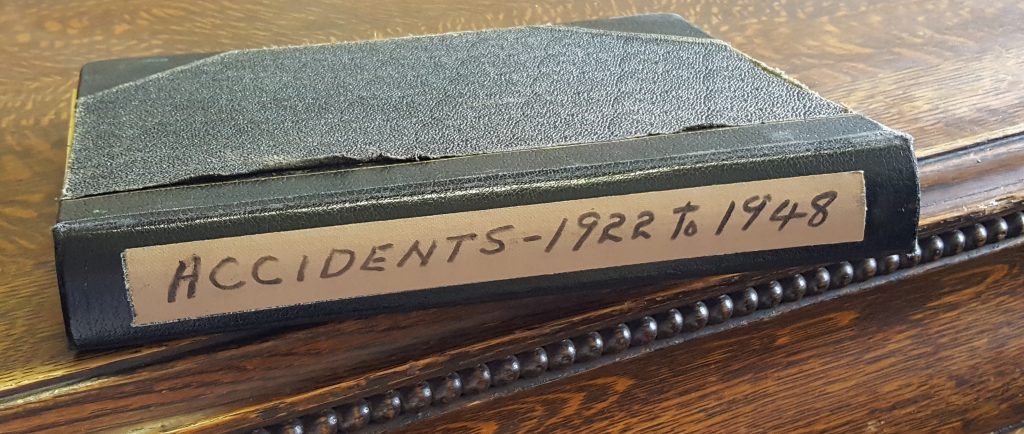 ACCIDENTS - 1922 to 1948